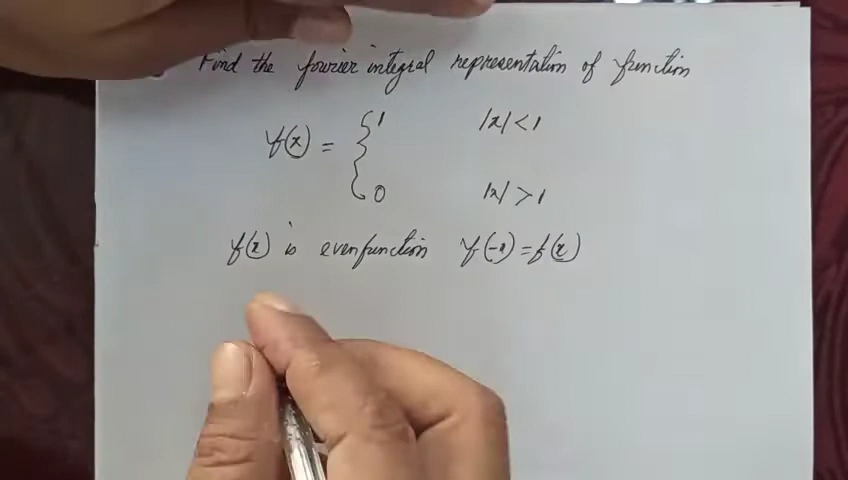 Find the fourier integral representation of function
f(x) = { 1 |x| < 1
0 |x| > 1
f(x) is even function f(-x) = f(x)